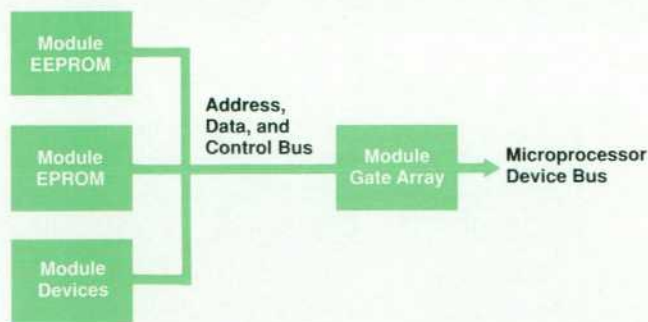 Module
EEPROM
Address,
Data, and
Control Bus
Module
EPROM
Module
Gate Array
Microprocessor
Device Bus
Module
Devices